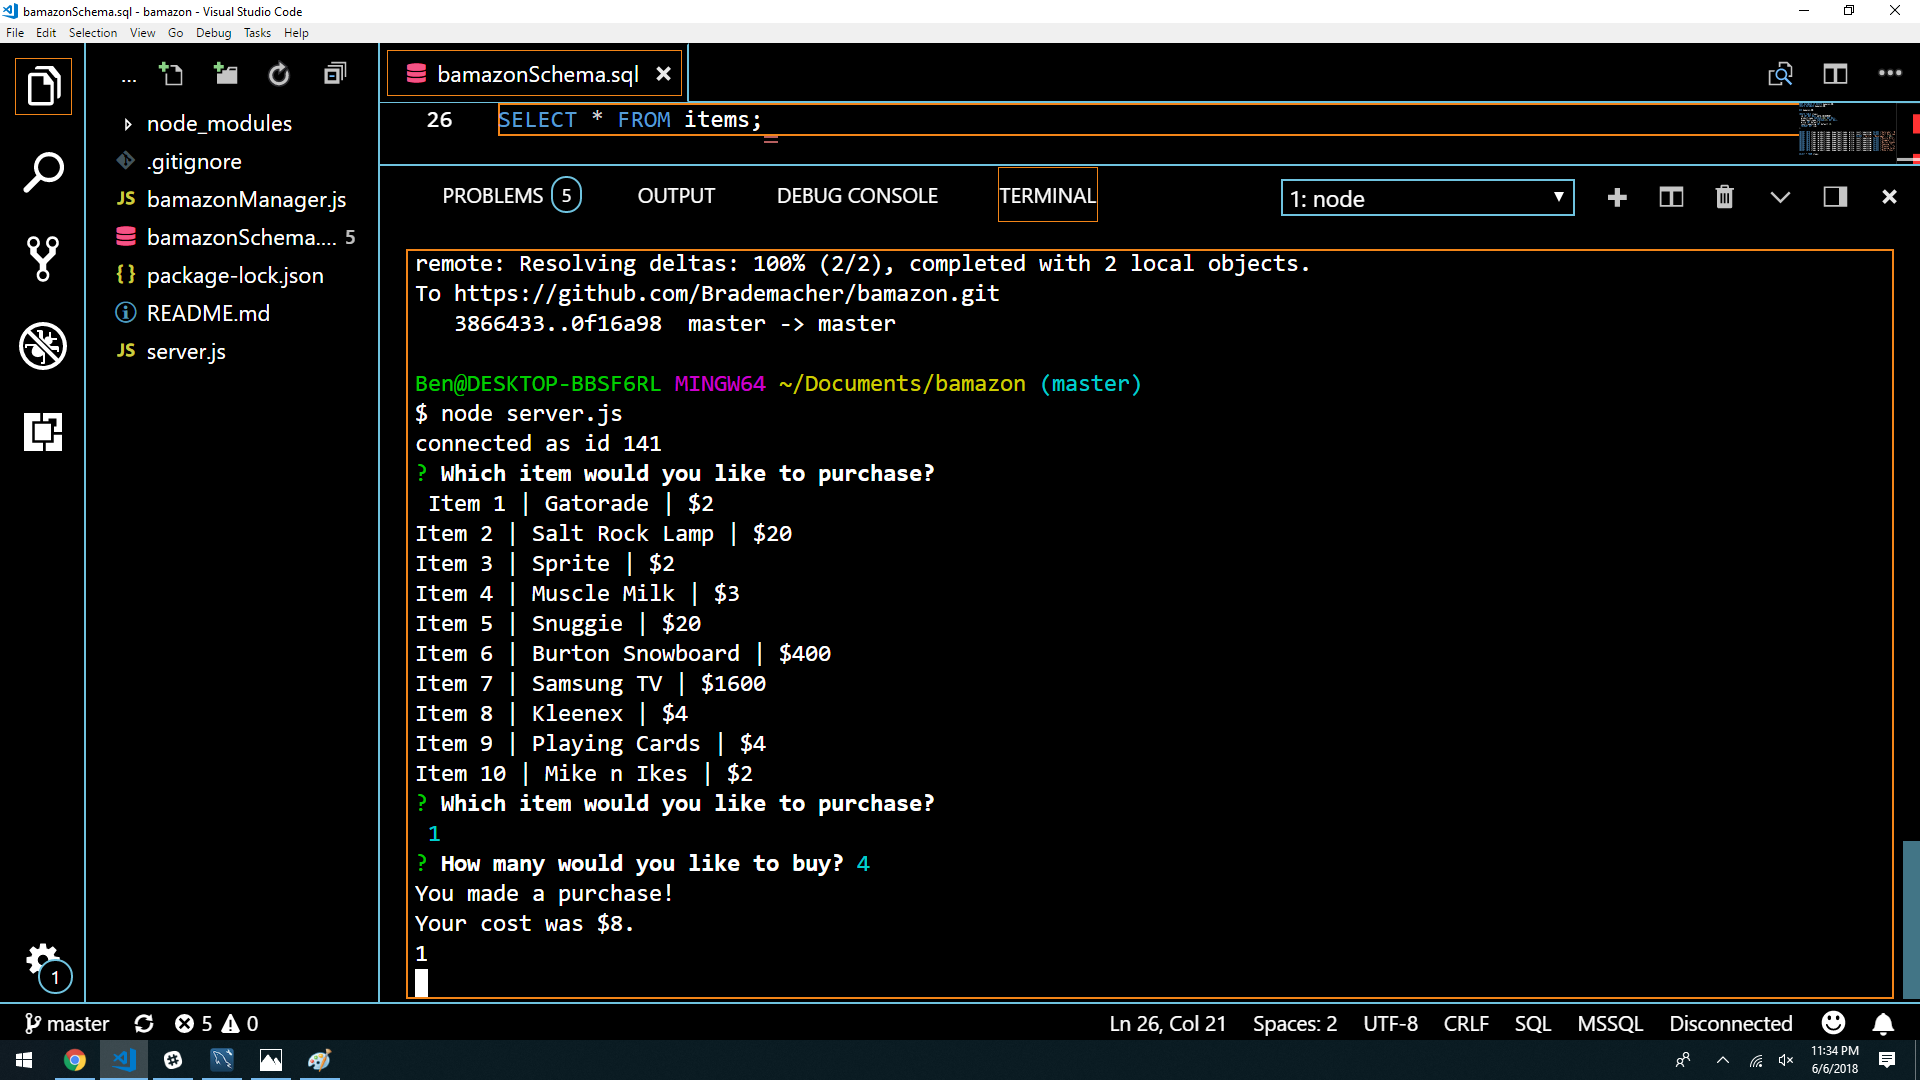 bamazonSchema.sql - bamazon - Visual Studio Code
File Edit Selection View Go Debug Tasks Help
...
bamazonSchema.sql
node_modules
.gitignore
JS bamazonManager.js
bamazonSchema.... 5
{} package-lock.json
README.md
JS server.js
1
26 SELECT * FROM items;
PROBLEMS 5 OUTPUT DEBUG CONSOLE TERMINAL 1: node
remote: Resolving deltas: 100% (2/2), completed with 2 local objects.
To https://github.com/Brademacher/bamazon.git
3866433..0f16a98 master -> master
Ben@DESKTOP-BBSF6RL MINGW64 ~/Documents/bamazon (master)
$ node server.js
connected as id 141
? Which item would you like to purchase?
Item 1 | Gatorade | $2
Item 2 | Salt Rock Lamp | $20
Item 3 | Sprite | $2
Item 4 | Muscle Milk | $3
Item 5 | Snuggie | $20
Item 6 | Burton Snowboard | $400
Item 7 | Samsung TV | $1600
Item 8 | Kleenex | $4
Item 9 | Playing Cards | $4
Item 10 | Mike n Ikes | $2
? Which item would you like to purchase?
1
? How many would you like to buy? 4
You made a purchase!
Your cost was $8.
1
master 5 0 Ln 26, Col 21 Spaces: 2 UTF-8 CRLF SQL MSSQL Disconnected
11:34 PM
6/6/2018